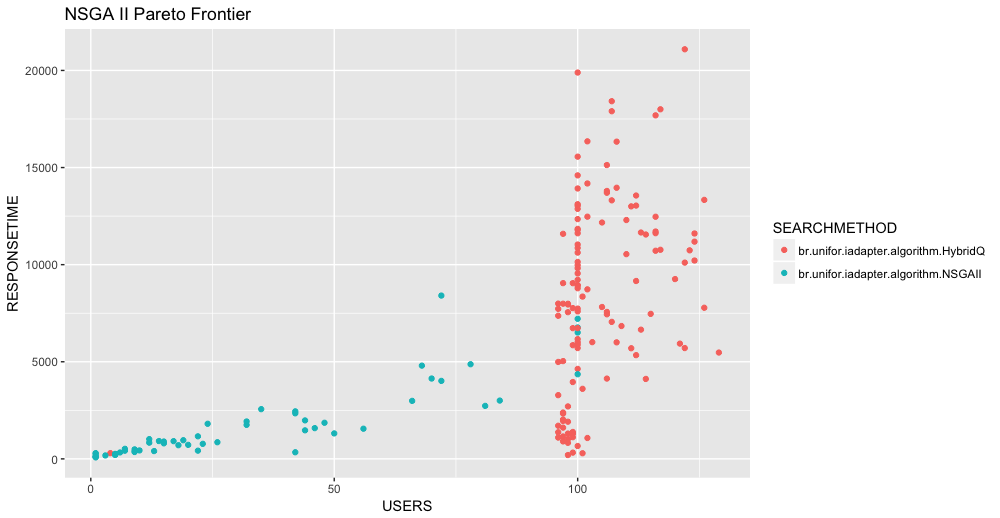 NSGA II Pareto Frontier
20000
15000
10000
5000
0
RESPONSETIME
0
50
100
USERS
SEARCHMETHOD
br.unifor.iadapter.algorithm.HybridQ
br.unifor.iadapter.algorithm.NSGAII